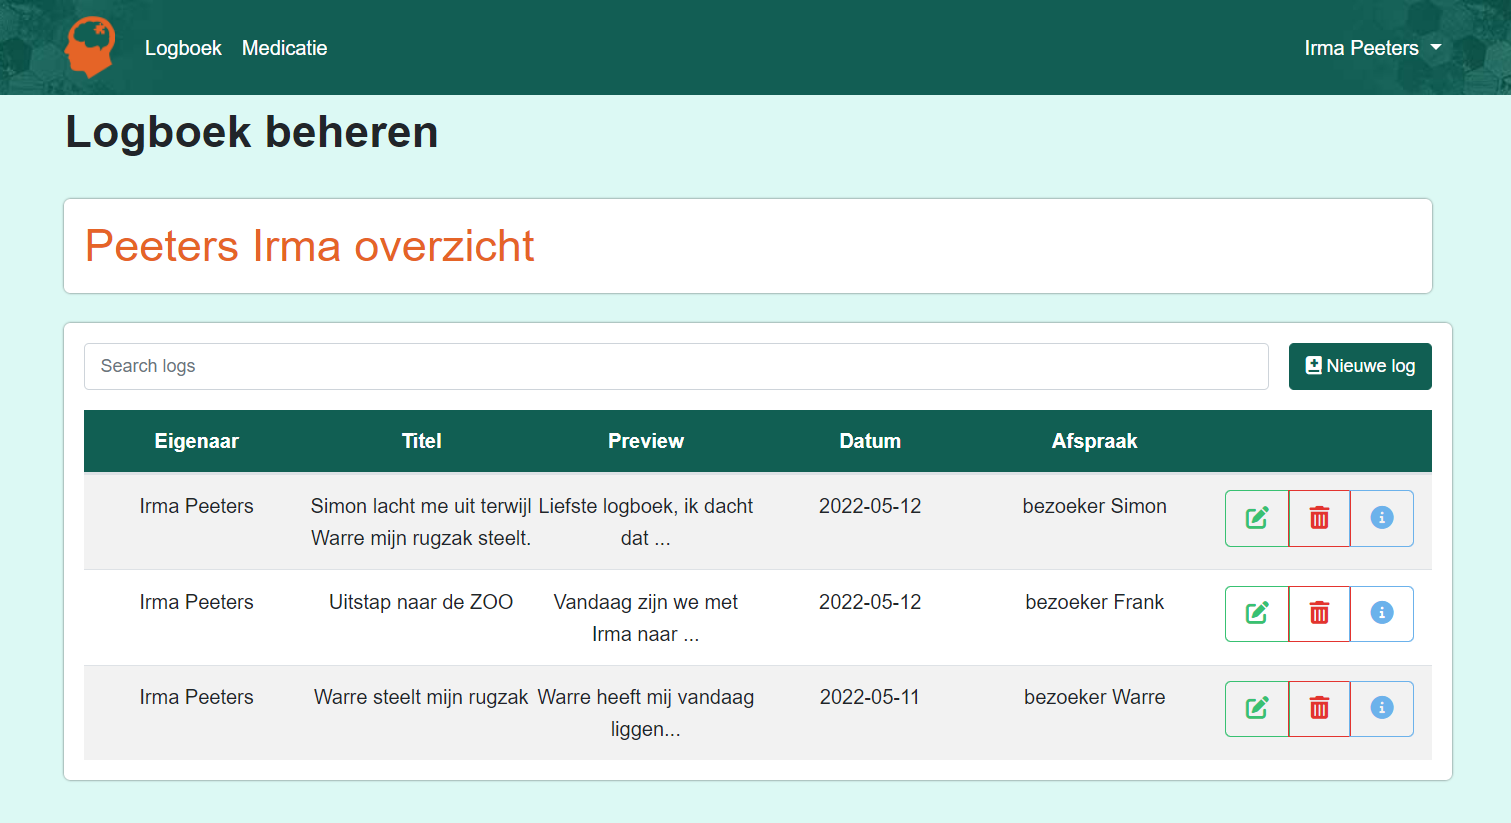 Logboek Medicatie Irma Peeters
Logboek beheren
Peeters Irma overzicht
Search logs Nieuwe log
Eigenaar Titel Preview Datum Afspraak
Irma Peeters Simon lacht me uit terwijl Liefste logboek, ik dacht 2022-05-12 bezoeker Simon
Warre mijn rugzak steelt. dat ...
Irma Peeters Uitstap naar de ZOO Vandaag zijn we met 2022-05-12 bezoeker Frank
Irma naar ...
Irma Peeters Warre steelt mijn rugzak Warre heeft mij vandaag 2022-05-11 bezoeker Warre
liggen...